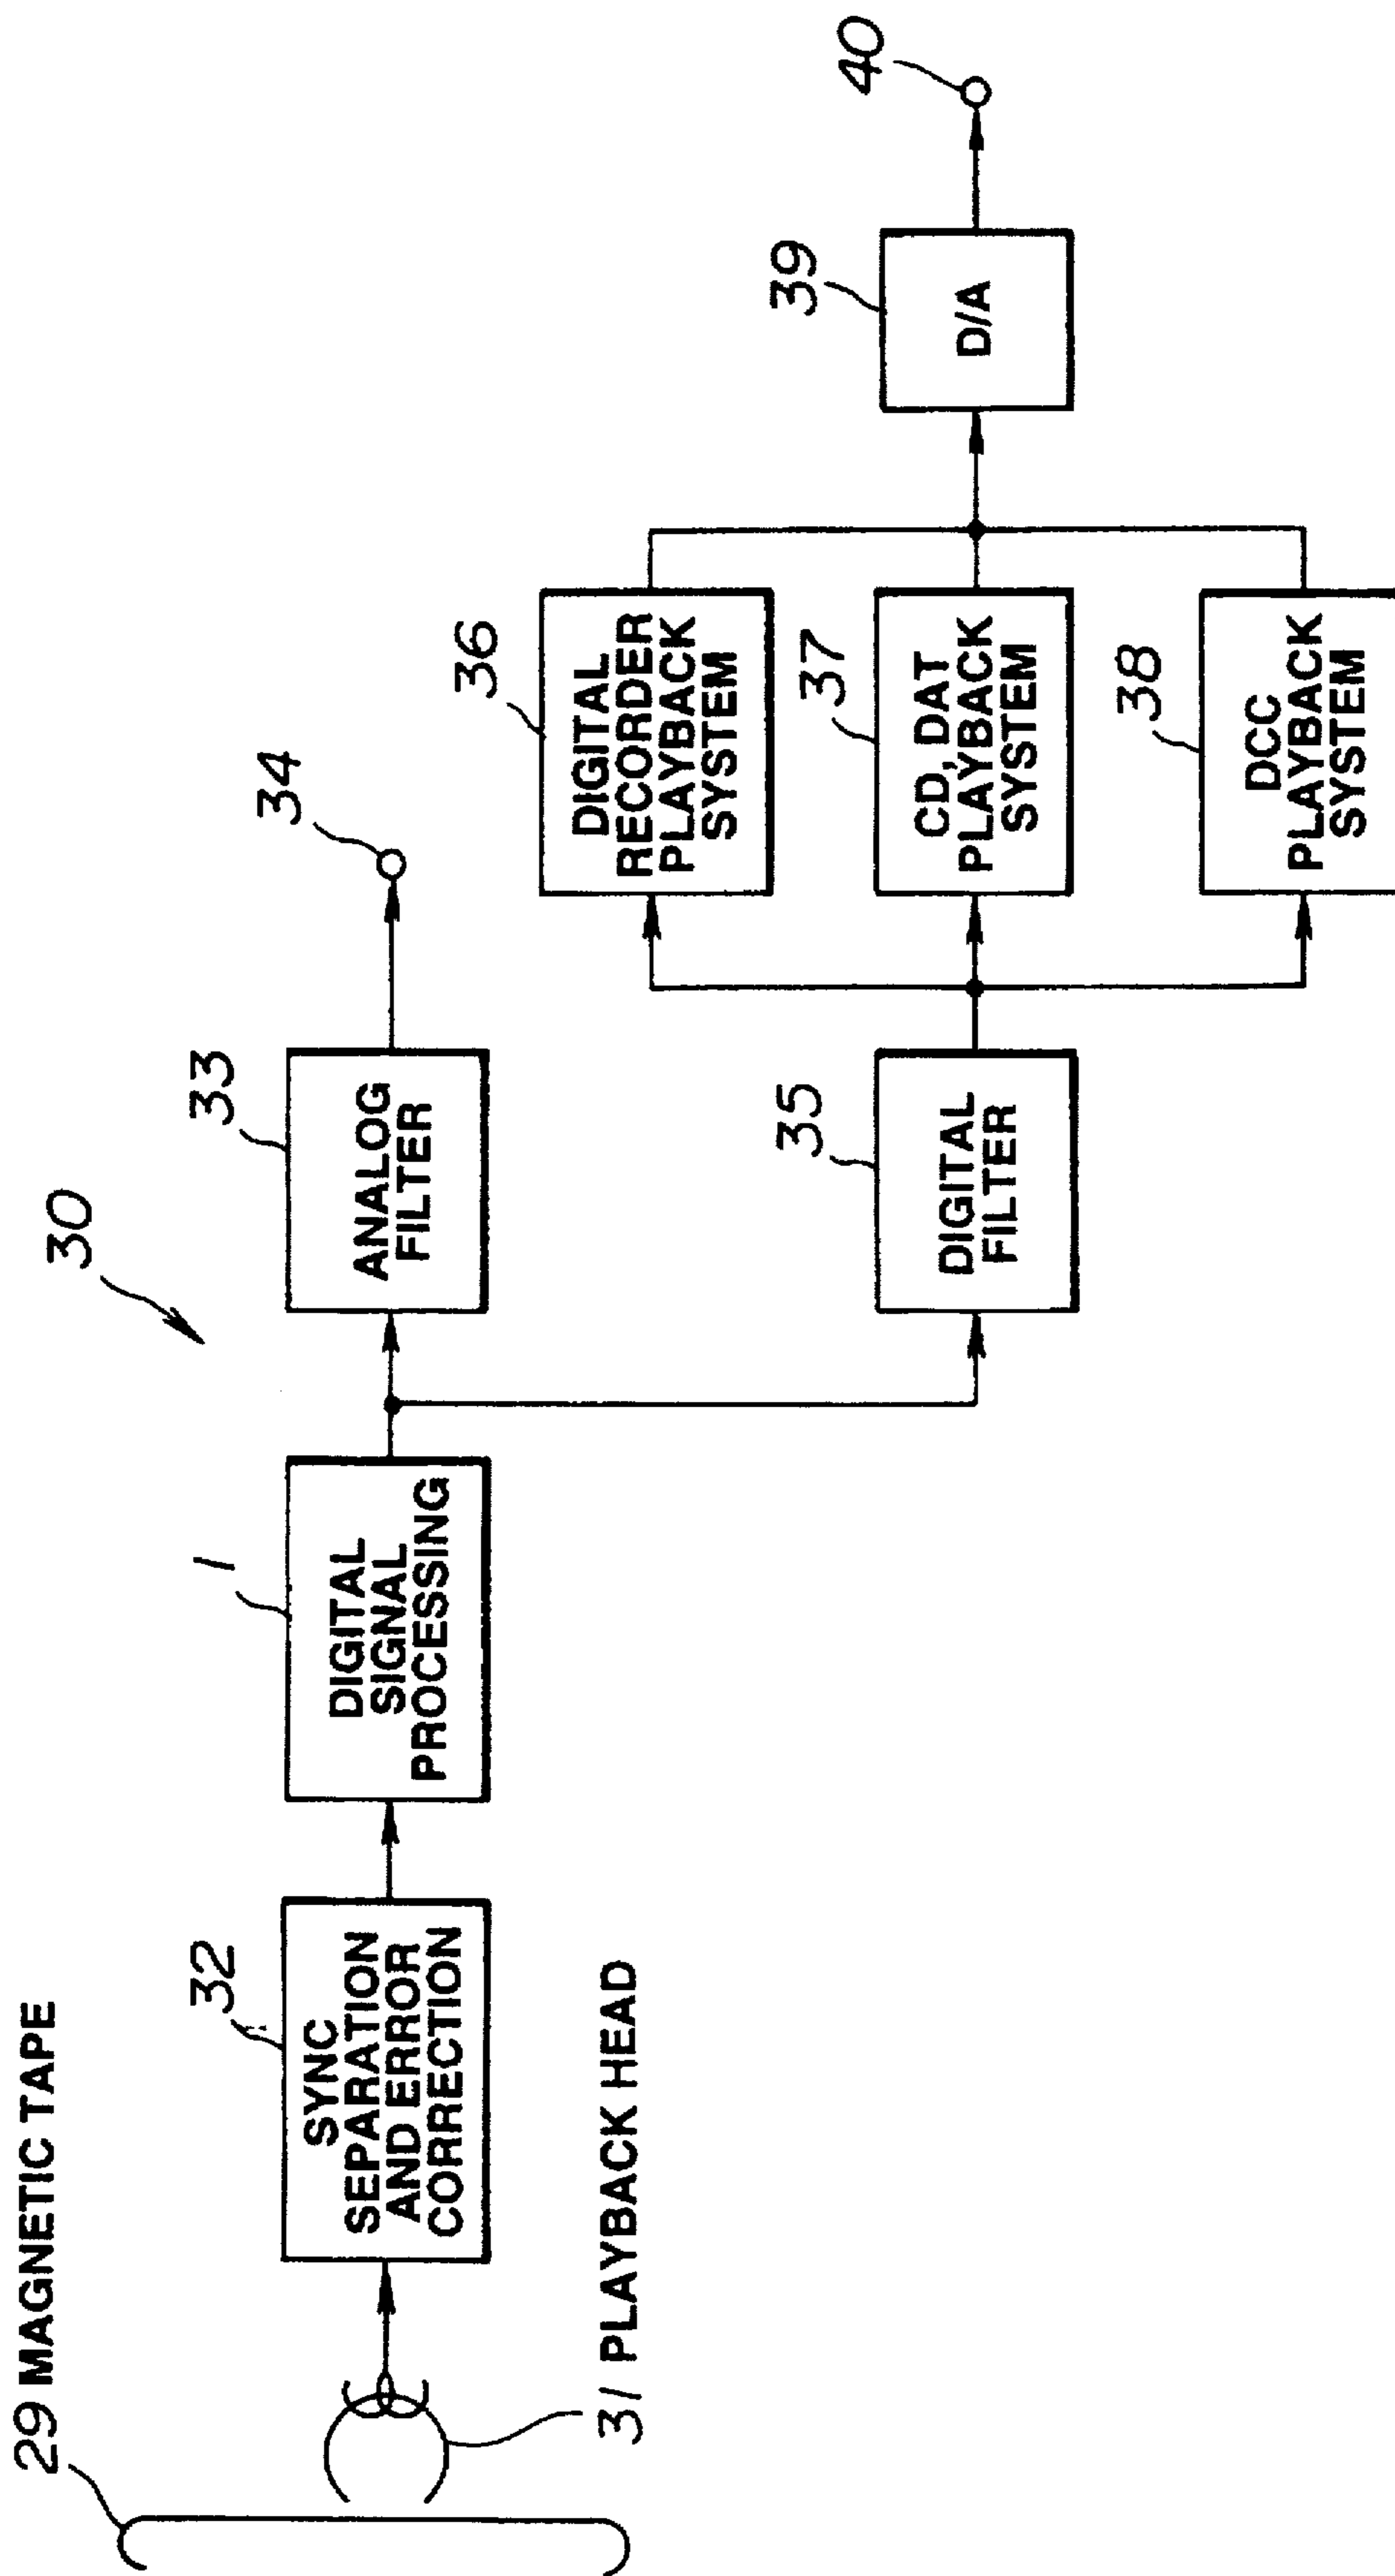 29 MAGNETIC TAPE
31 PLAYBACK HEAD
32
SYNC
SEPARATION
AND ERROR
CORRECTION
1
DIGITAL
SIGNAL
PROCESSING
30
33
ANALOG
FILTER
34
35
DIGITAL
FILTER
36
DIGITAL
RECORDER
PLAYBACK
SYSTEM
37
CD, DAT
PLAYBACK
SYSTEM
38
DCC
PLAYBACK
SYSTEM
39
D/A
40